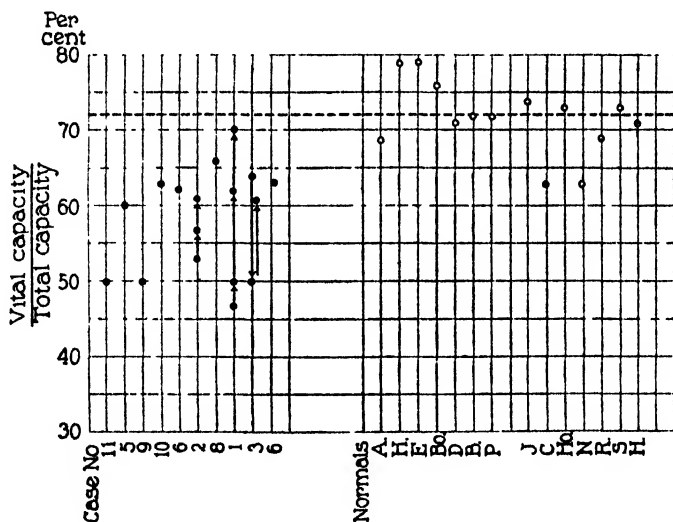 Per
cent
80
70
60
50
40
30
Vital capacity
Total capacity
Case No
11
5
9
10
6
2
8
1
3
6
Normals
A.
H.
E.
Bo.
D.
B.
P.
J
C
Ho.
N
R.
S
H.